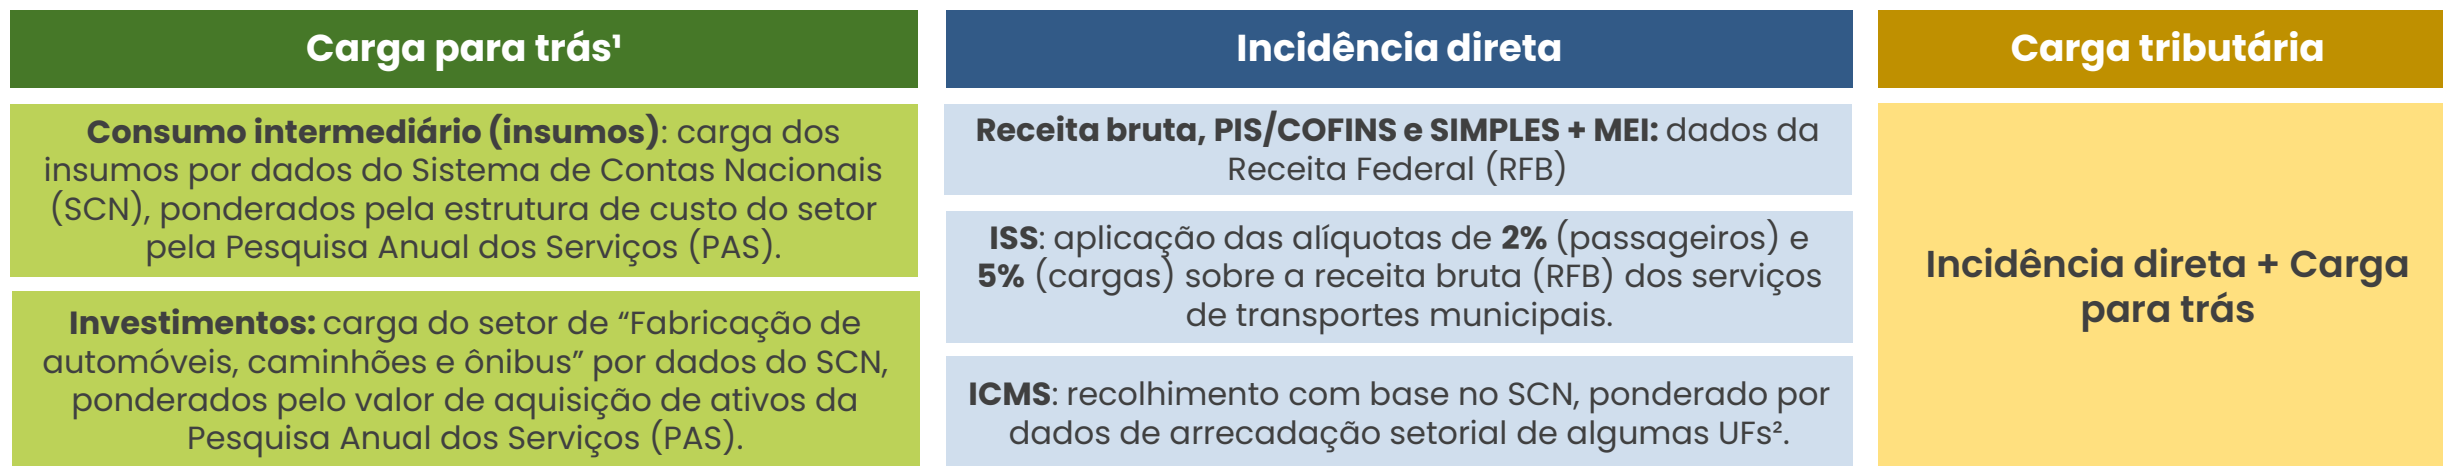 Carga para trás¹
Consumo intermediário (insumos): carga dos
insumos por dados do Sistema de Contas Nacionais
(SCN), ponderados pela estrutura de custo do setor
pela Pesquisa Anual dos Serviços (PAS).
Investimentos: carga do setor de “Fabricação de
automóveis, caminhões e ônibus” por dados do SCN,
ponderados pelo valor de aquisição de ativos da
Pesquisa Anual dos Serviços (PAS).
Incidência direta
Receita bruta, PIS/COFINS e SIMPLES + MEI: dados da
Receita Federal (RFB)
ISS: aplicação das alíquotas de 2% (passageiros) e
5% (cargas) sobre a receita bruta (RFB) dos serviços
de transportes municipais.
ICMS: recolhimento com base no SCN, ponderado por
dados de arrecadação setorial de algumas UFs².
Carga tributária
Incidência direta + Carga
para trás